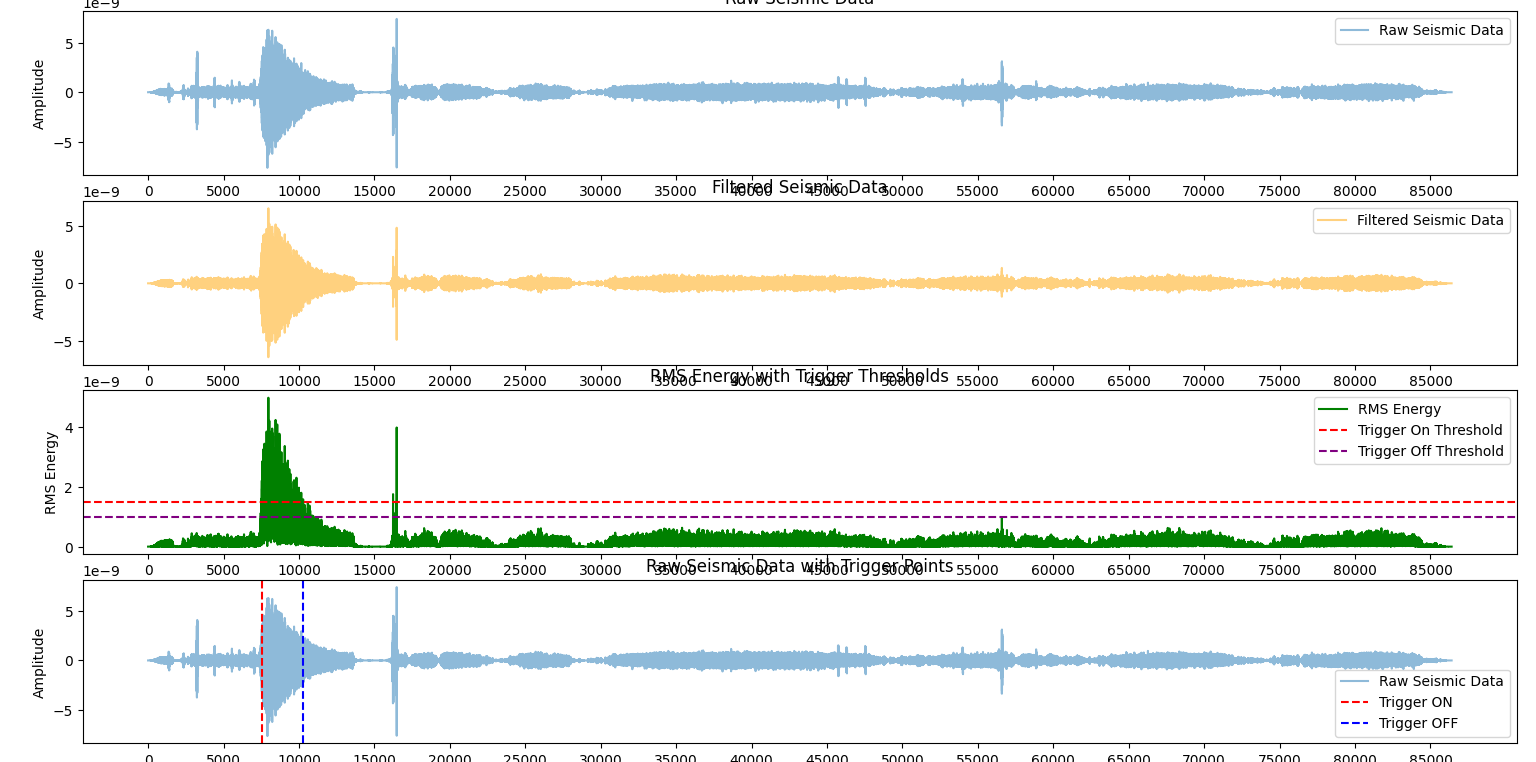 Raw Seismic Data
1e−9
Raw Seismic Data
Amplitude
5
0
−5
0 5000 10000 15000 20000 25000 30000 35000 40000 45000 50000 55000 60000 65000 70000 75000 80000 85000
Filtered Seismic Data
1e−9
Filtered Seismic Data
Amplitude
5
0
−5
0 5000 10000 15000 20000 25000 30000 35000 40000 45000 50000 55000 60000 65000 70000 75000 80000 85000
RMS Energy with Trigger Thresholds
1e−9
RMS Energy
Trigger On Threshold
Trigger Off Threshold
RMS Energy
4
2
0
0 5000 10000 15000 20000 25000 30000 35000 40000 45000 50000 55000 60000 65000 70000 75000 80000 85000
Raw Seismic Data with Trigger Points
1e−9
Amplitude
5
0
−5
Raw Seismic Data
Trigger ON
Trigger OFF
0 5000 10000 15000 20000 25000 30000 35000 40000 45000 50000 55000 60000 65000 70000 75000 80000 85000